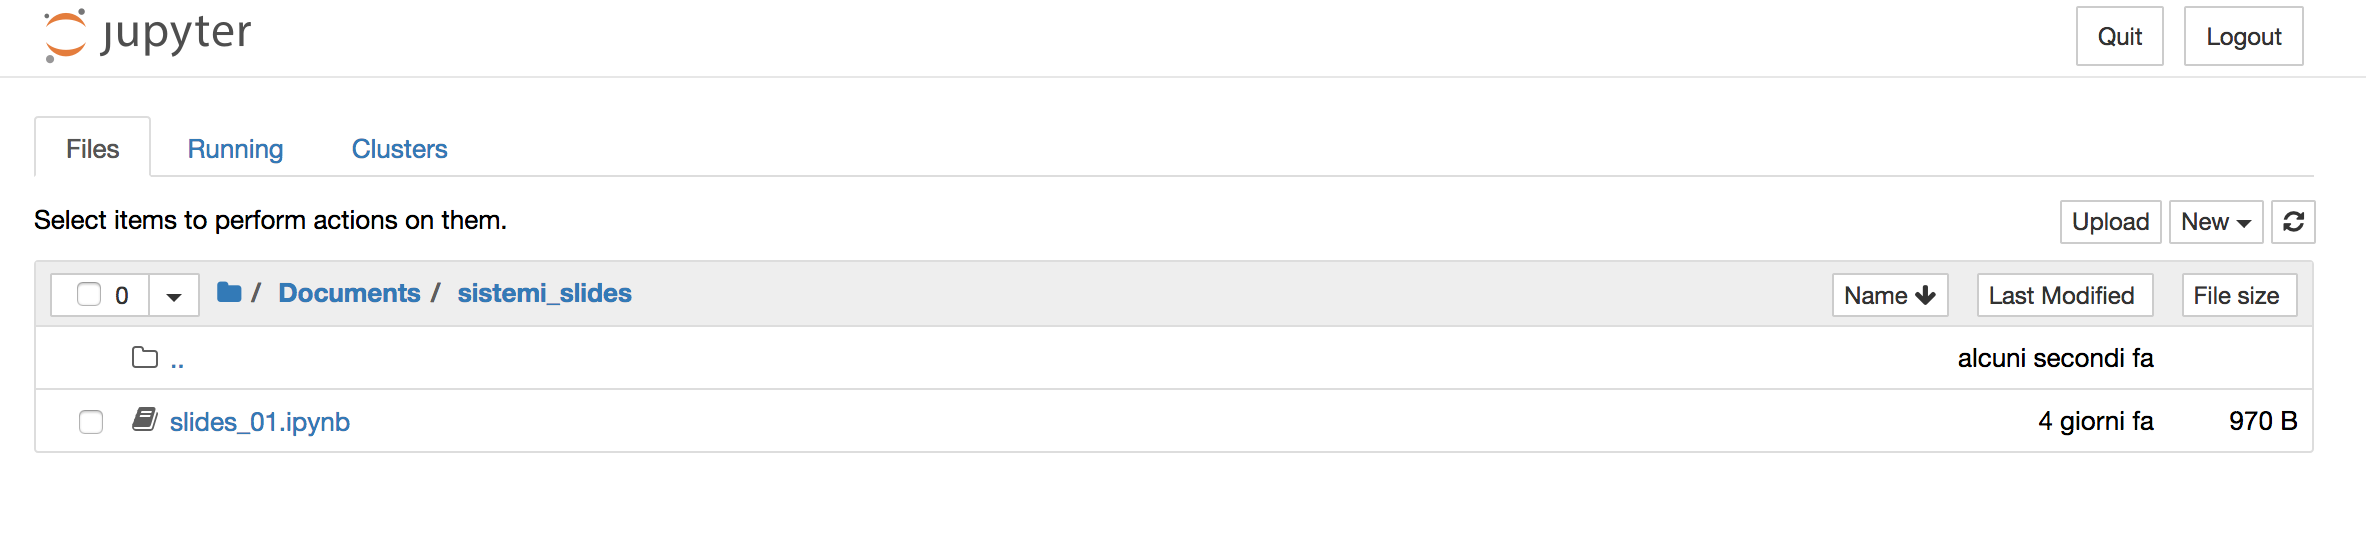 jupyter
Quit Logout
Files Running Clusters
Select items to perform actions on them.
Upload New
0 / Documents / sistemi_slides Name Last Modified File size
.. alcuni secondi fa
slides_01.ipynb 4 giorni fa 970 B